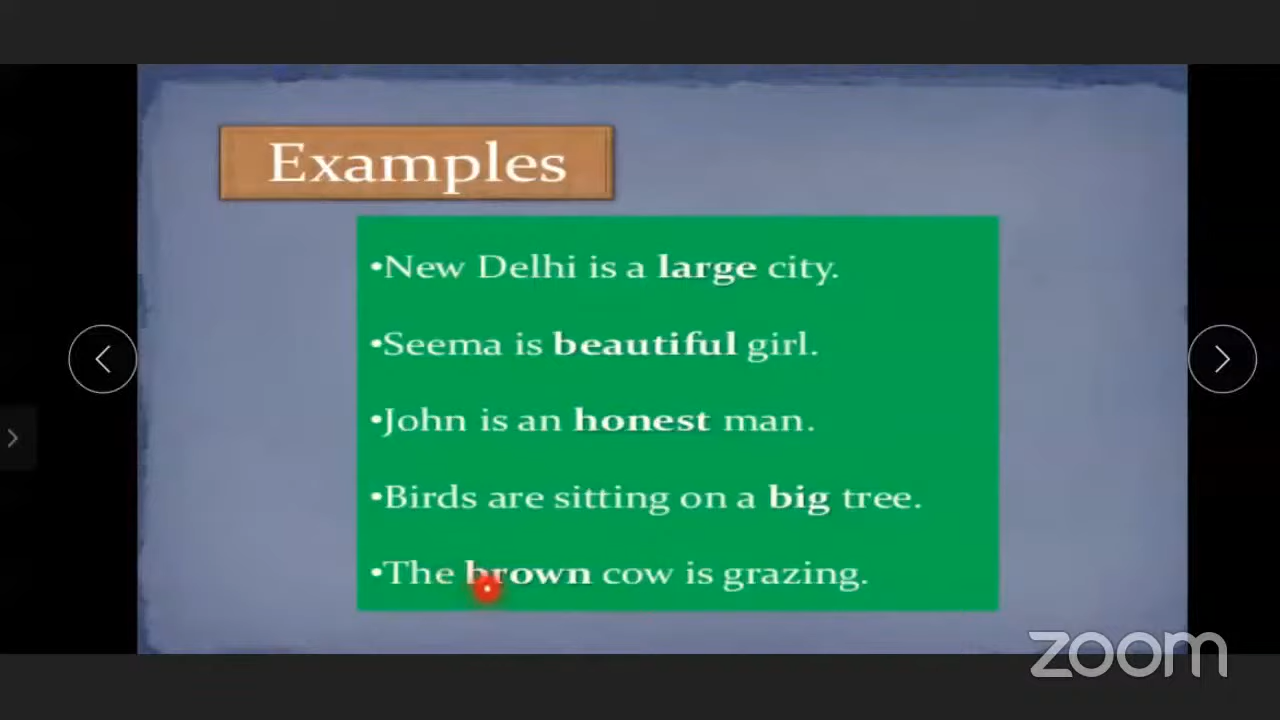 Examples
•New Delhi is a large city.
•Seema is beautiful girl.
•John is an honest man.
•Birds are sitting on a big tree.
•The brown cow is grazing.
zoom